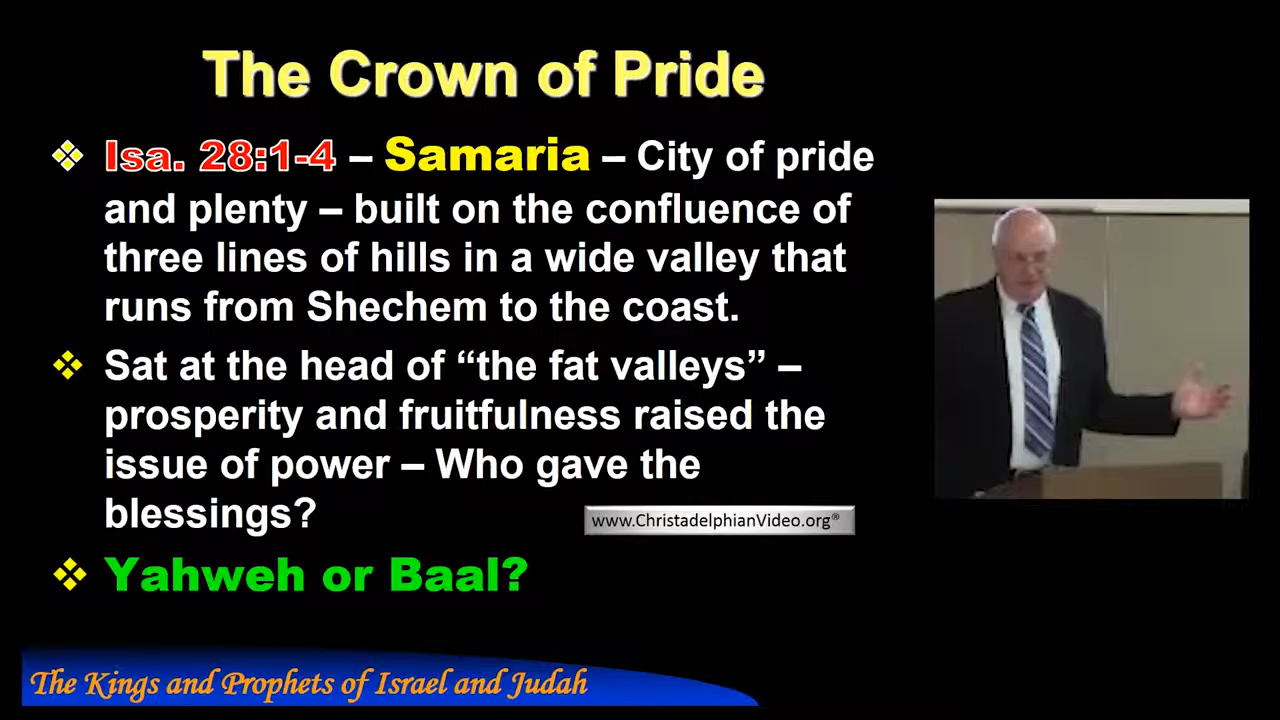 The Crown of Pride
Isa. 28:1-4 – Samaria – City of pride
and plenty – built on the confluence of
three lines of hills in a wide valley that
runs from Shechem to the coast.
Sat at the head of “the fat valleys” –
prosperity and fruitfulness raised the
issue of power – Who gave the
blessings?
www.ChristadelphianVideo.org®
Yahweh or Baal?
The Kings and Prophets of Israel and Judah